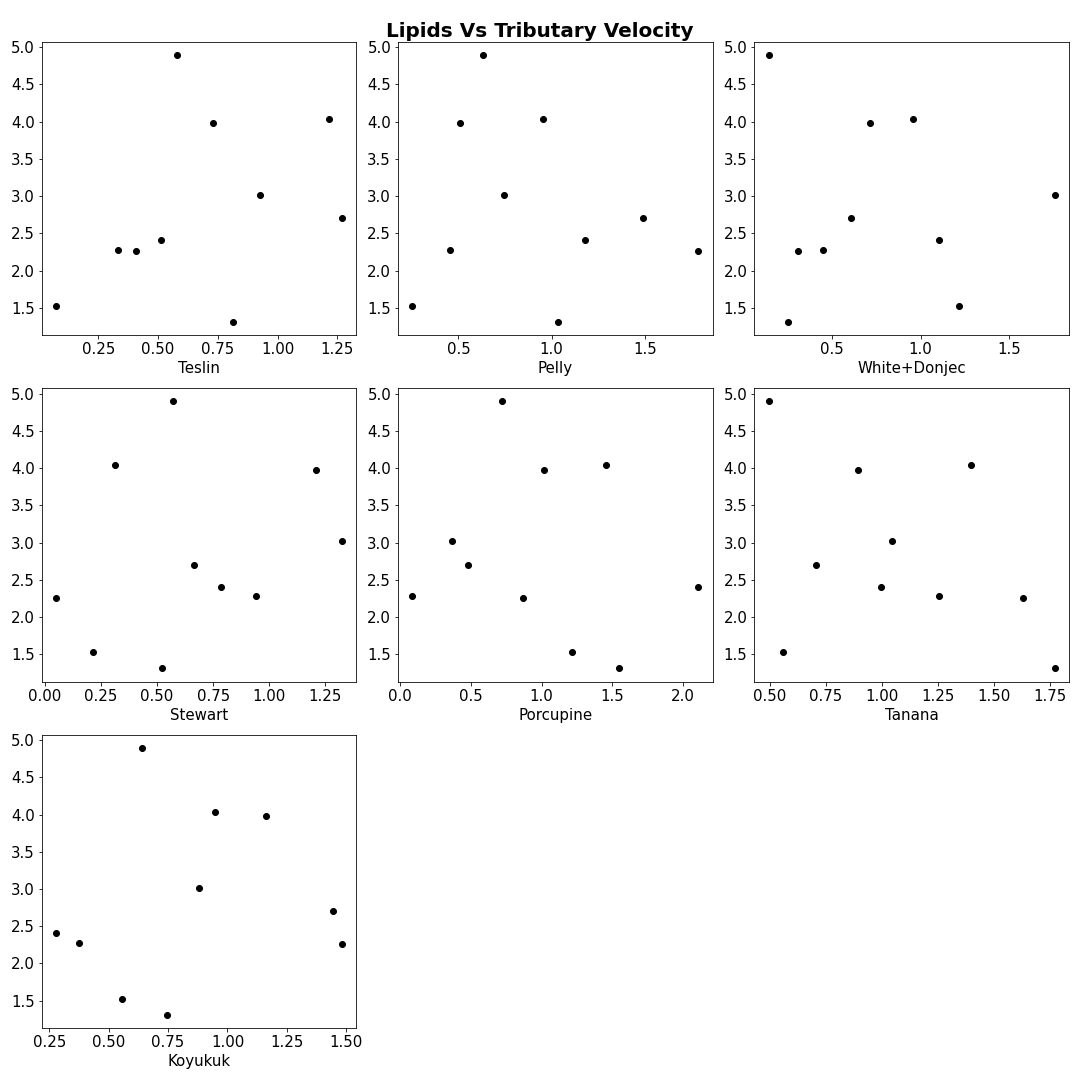 Lipids Vs Tributary Velocity
5.0 5.0 5.0
4.5 4.5 4.5
4.0 4.0 4.0
3.5 3.5 3.5
3.0 3.0 3.0
2.5 2.5 2.5
2.0 2.0 2.0
1.5 1.5 1.5
0.25 0.50 0.75 1.00 1.25 0.5 1.0 1.5 0.5 1.0 1.5
Teslin Pelly White+Donjec
5.0 5.0 5.0
4.5 4.5 4.5
4.0 4.0 4.0
3.5 3.5 3.5
3.0 3.0 3.0
2.5 2.5 2.5
2.0 2.0 2.0
1.5 1.5 1.5
0.00 0.25 0.50 0.75 1.00 1.25 0.0 0.5 1.0 1.5 2.0 0.50 0.75 1.00 1.25 1.50 1.75
Stewart Porcupine Tanana
5.0
4.5
4.0
3.5
3.0
2.5
2.0
1.5
0.25 0.50 0.75 1.00 1.25 1.50
Koyukuk